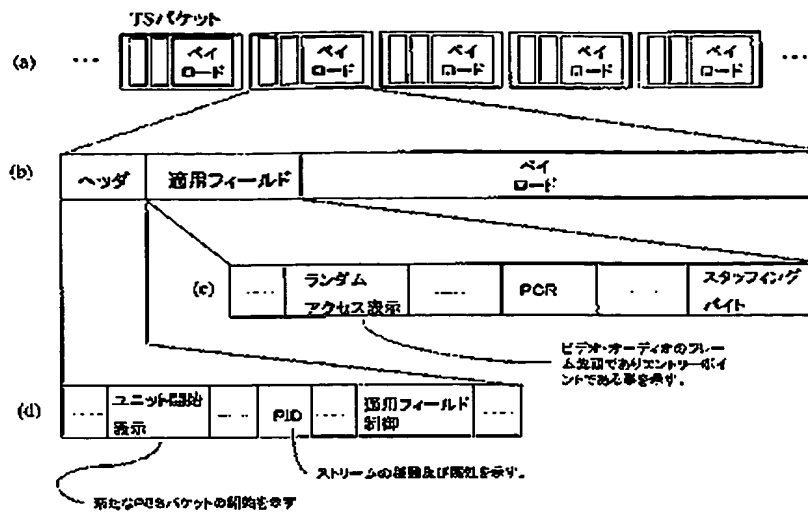 TSパケット
(a) ... ペイ ペイ ペイ ペイ ペイ ...
ロード ロード ロード ロード ロード
(b) ヘッダ 適用フィールド ペイ
ロード
(c) ランダム PCR スタッフィング
アクセス表示 バイト
ビデオ・オーディオのフレー
ム先頭でありエントリーポイ
ントである事を示す。
(d) ユニット開始 PID 適用フィールド
表示 制御
ストリームの種類及び属性を示す。
新たなPESパケットの開始を示す